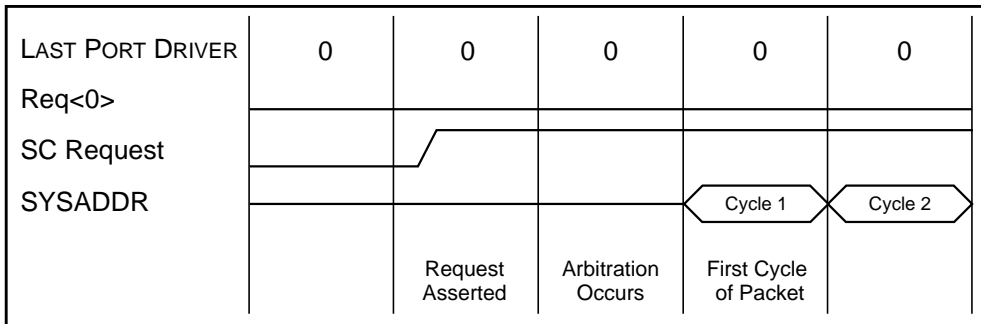 LAST PORT DRIVER 0 0 0 0 0
Req<0>
SC Request
SYSADDR Cycle 1 Cycle 2
Request Asserted
Arbitration Occurs
First Cycle of Packet